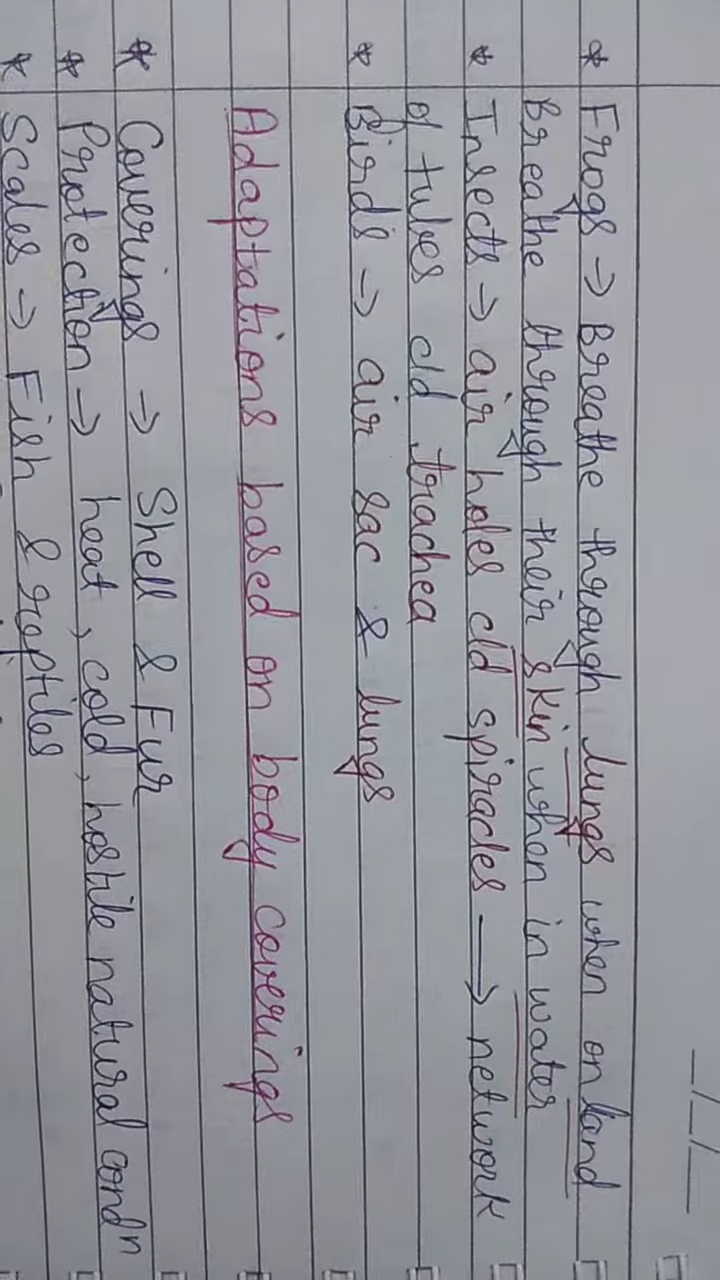 _/_/_
* Frogs → Breathe through lungs when on land
Breathe through their skin when in water
* Insects → air holes cld spiracles → network
of tubes cld trachea
* Birds → air sac & lungs
Adaptations based on body coverings
* Coverings → Shell & Fur
* Protection → heat, cold, hostile natural condⁿ
* Scales → Fish & reptiles